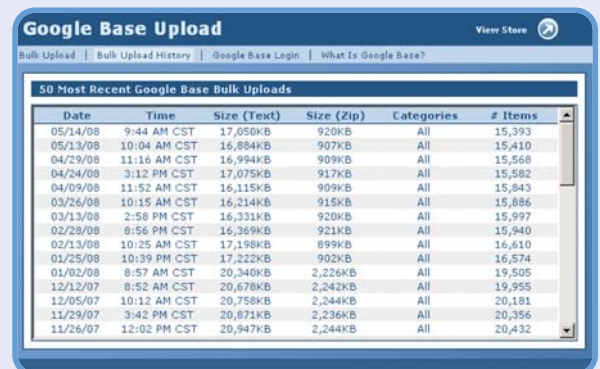 Google Base Upload View Store
Bulk Upload | Bulk Upload History | Google Base Login | What Is Google Base?
50 Most Recent Google Base Bulk Uploads
Date Time Size (Text) Size (Zip) Categories # Items
05/14/08 9:44 AM CST 17,050KB 920KB All 15,393
05/13/08 10:04 AM CST 16,884KB 907KB All 15,410
04/29/08 11:16 AM CST 16,994KB 909KB All 15,568
04/24/08 3:12 PM CST 17,075KB 917KB All 15,582
04/09/08 11:52 AM CST 16,115KB 909KB All 15,843
03/26/08 10:15 AM CST 16,214KB 915KB All 15,886
03/13/08 2:58 PM CST 16,331KB 920KB All 15,997
02/28/08 8:56 PM CST 16,369KB 921KB All 15,940
02/13/08 10:25 AM CST 17,198KB 899KB All 16,610
01/25/08 10:39 PM CST 17,222KB 902KB All 16,574
01/02/08 8:57 AM CST 20,340KB 2,226KB All 19,505
12/12/07 8:52 AM CST 20,678KB 2,242KB All 19,955
12/05/07 10:12 AM CST 20,758KB 2,244KB All 20,181
11/29/07 3:42 PM CST 20,871KB 2,236KB All 20,356
11/26/07 12:02 PM CST 20,947KB 2,244KB All 20,432